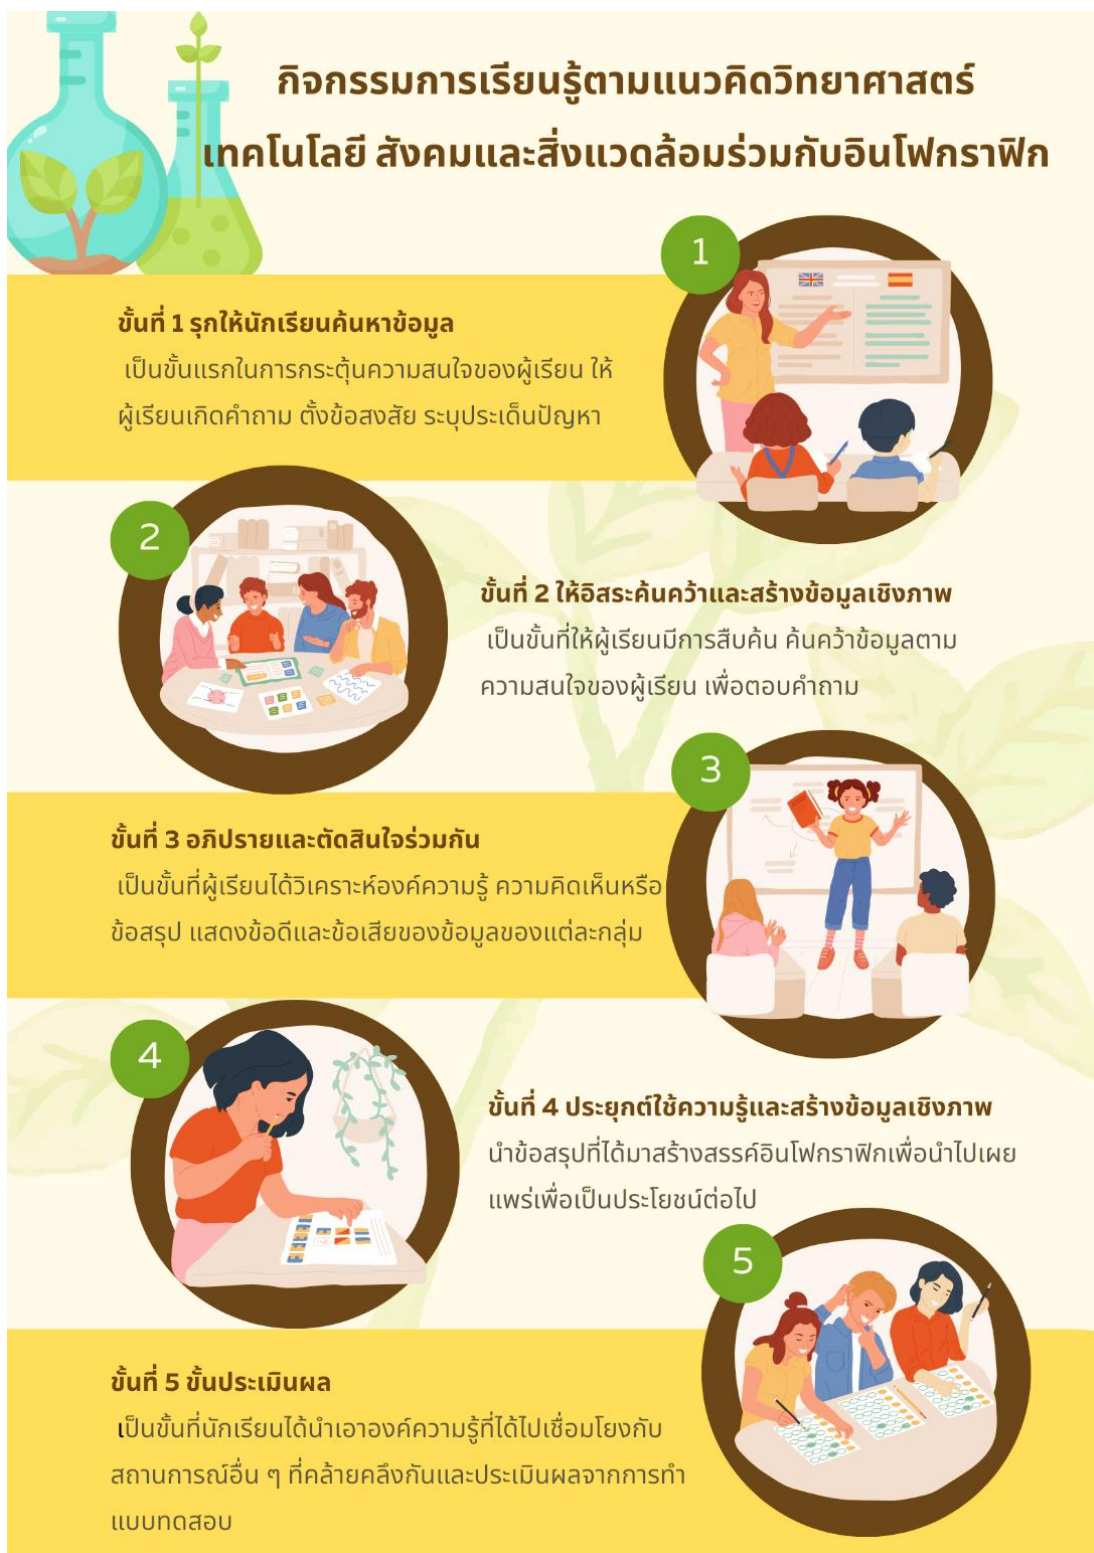 กิจกรรมการเรียนรู้ตามแนวคิดวิทยาศาสตร์
เทคโนโลยี สังคมและสิ่งแวดล้อมร่วมกับอินโฟกราฟิก
1
ขั้นที่ 1 รุกให้นักเรียนค้นหาข้อมูล
เป็นขั้นแรกในการกระตุ้นความสนใจของผู้เรียน ให้
ผู้เรียนเกิดคำถาม ตั้งข้อสงสัย ระบุประเด็นปัญหา
2
ขั้นที่ 2 ให้อิสระค้นคว้าและสร้างข้อมูลเชิงภาพ
เป็นขั้นที่ให้ผู้เรียนมีการสืบค้น ค้นคว้าข้อมูลตาม
ความสนใจของผู้เรียน เพื่อตอบคำถาม
3
ขั้นที่ 3 อภิปรายและตัดสินใจร่วมกัน
เป็นขั้นที่ผู้เรียนได้วิเคราะห์องค์ความรู้ ความคิดเห็นหรือ
ข้อสรุป แสดงข้อดีและข้อเสียของข้อมูลของแต่ละกลุ่ม
4
ขั้นที่ 4 ประยุกต์ใช้ความรู้และสร้างข้อมูลเชิงภาพ
นำข้อสรุปที่ได้มาสร้างสรรค์อินโฟกราฟิกเพื่อนำไปเผย
แพร่เพื่อเป็นประโยชน์ต่อไป
5
ขั้นที่ 5 ขั้นประเมินผล
เป็นขั้นที่นักเรียนได้นำเอาองค์ความรู้ที่ได้ไปเชื่อมโยงกับ
สถานการณ์อื่น ๆ ที่คล้ายคลึงกันและประเมินผลจากการทำ
แบบทดสอบ